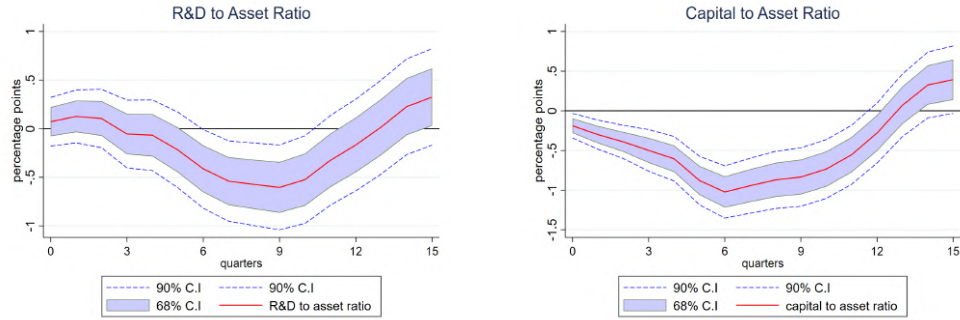 R&D to Asset Ratio
percentage points
1
.5
0
-.5
-1
0 3 6 9 12 15
quarters
90% C.I 90% C.I
68% C.I R&D to asset ratio
Capital to Asset Ratio
percentage points
1
.5
0
-.5
-1
-1.5
0 3 6 9 12 15
quarters
90% C.I 90% C.I
68% C.I capital to asset ratio